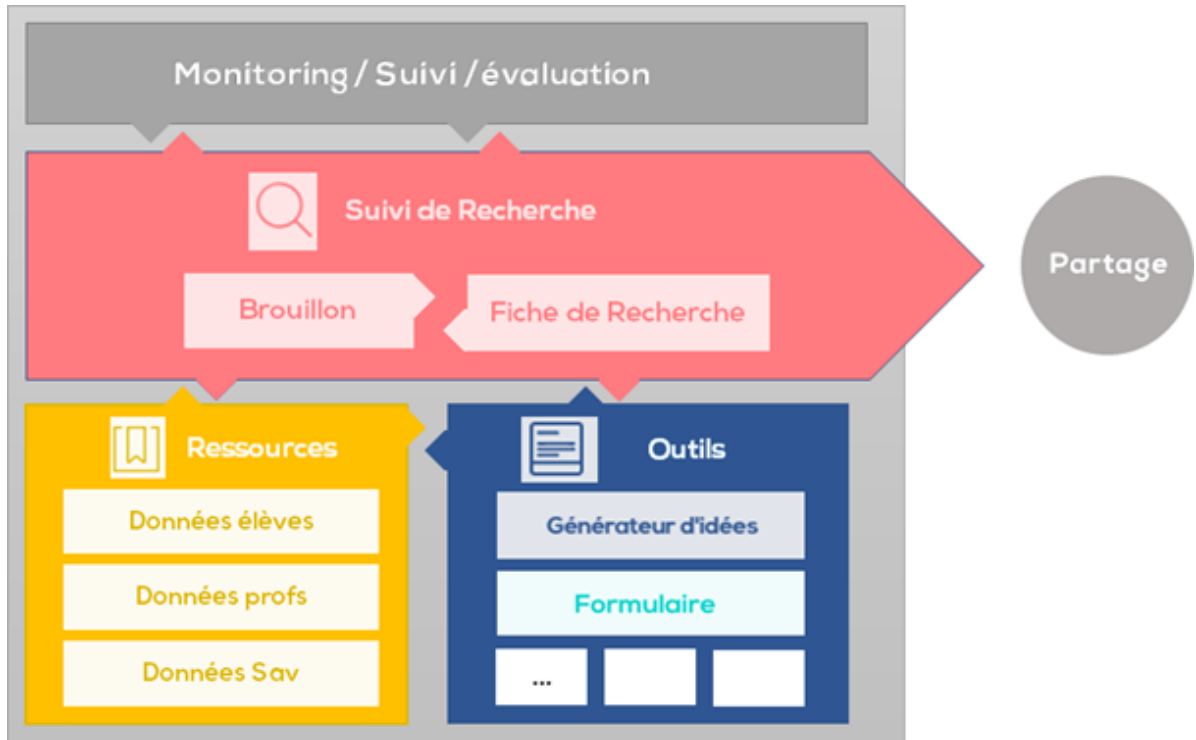 Monitoring / Suivi / évaluation
Suivi de Recherche
Brouillon
Fiche de Recherche
Partage
Ressources
Données élèves
Données profs
Données Sav
Outils
Générateur d'idées
Formulaire
...